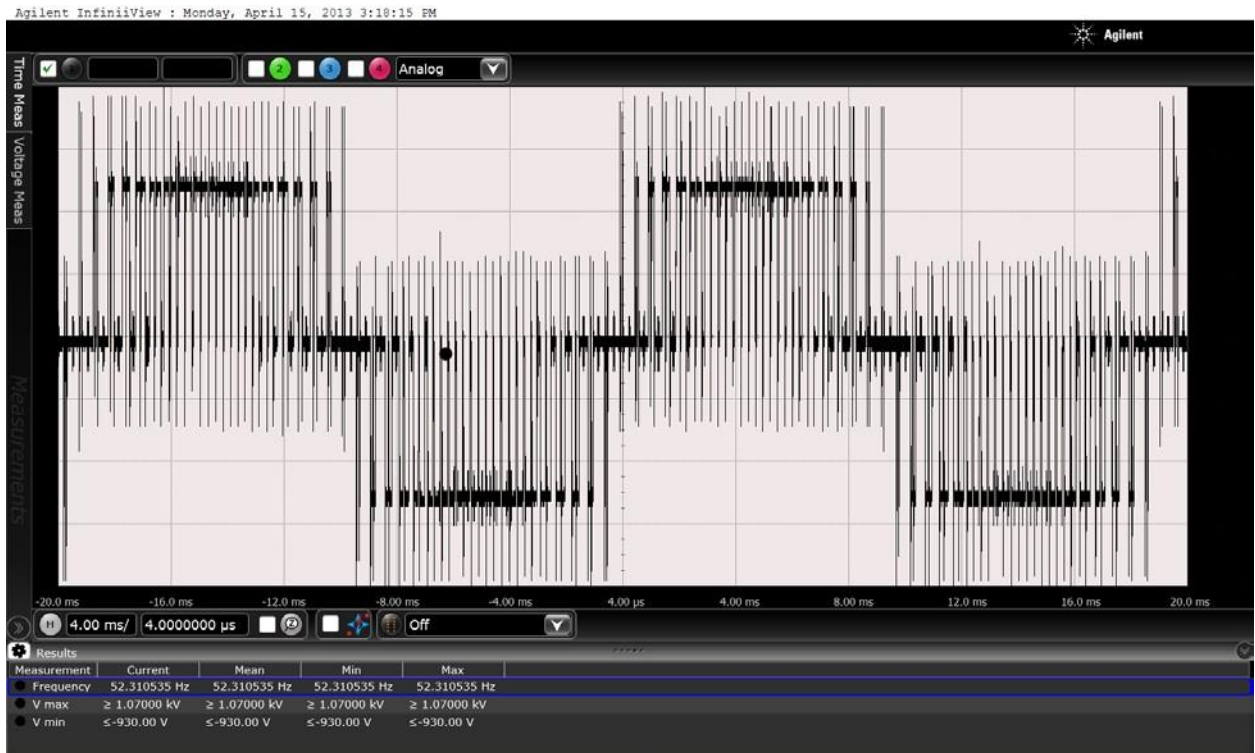 Agilent InfiniiView : Monday, April 15, 2013 3:18:15 PM
Agilent
Time Meas
Voltage Meas
Measurements
2 3 4 Analog
-20.0 ms -16.0 ms -12.0 ms -8.00 ms -4.00 ms 4.00 µs 4.00 ms 8.00 ms 12.0 ms 16.0 ms 20.0 ms
H 4.00 ms/ 4.0000000 µs Z Off
Results
Measurement Current Mean Min Max
Frequency 52.310535 Hz 52.310535 Hz 52.310535 Hz 52.310535 Hz
V max ≥ 1.07000 kV ≥ 1.07000 kV ≥ 1.07000 kV ≥ 1.07000 kV
V min ≤-930.00 V ≤-930.00 V ≤-930.00 V ≤-930.00 V